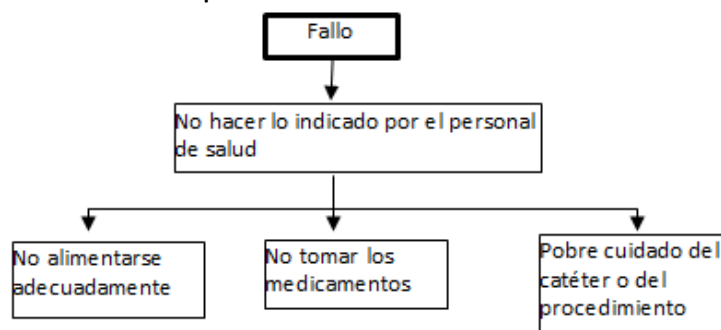 Fallo
No hacer lo indicado por el personal
de salud
No alimentarse
adecuadamente
No tomar los
medicamentos
Pobre cuidado del
catéter o del
procedimiento